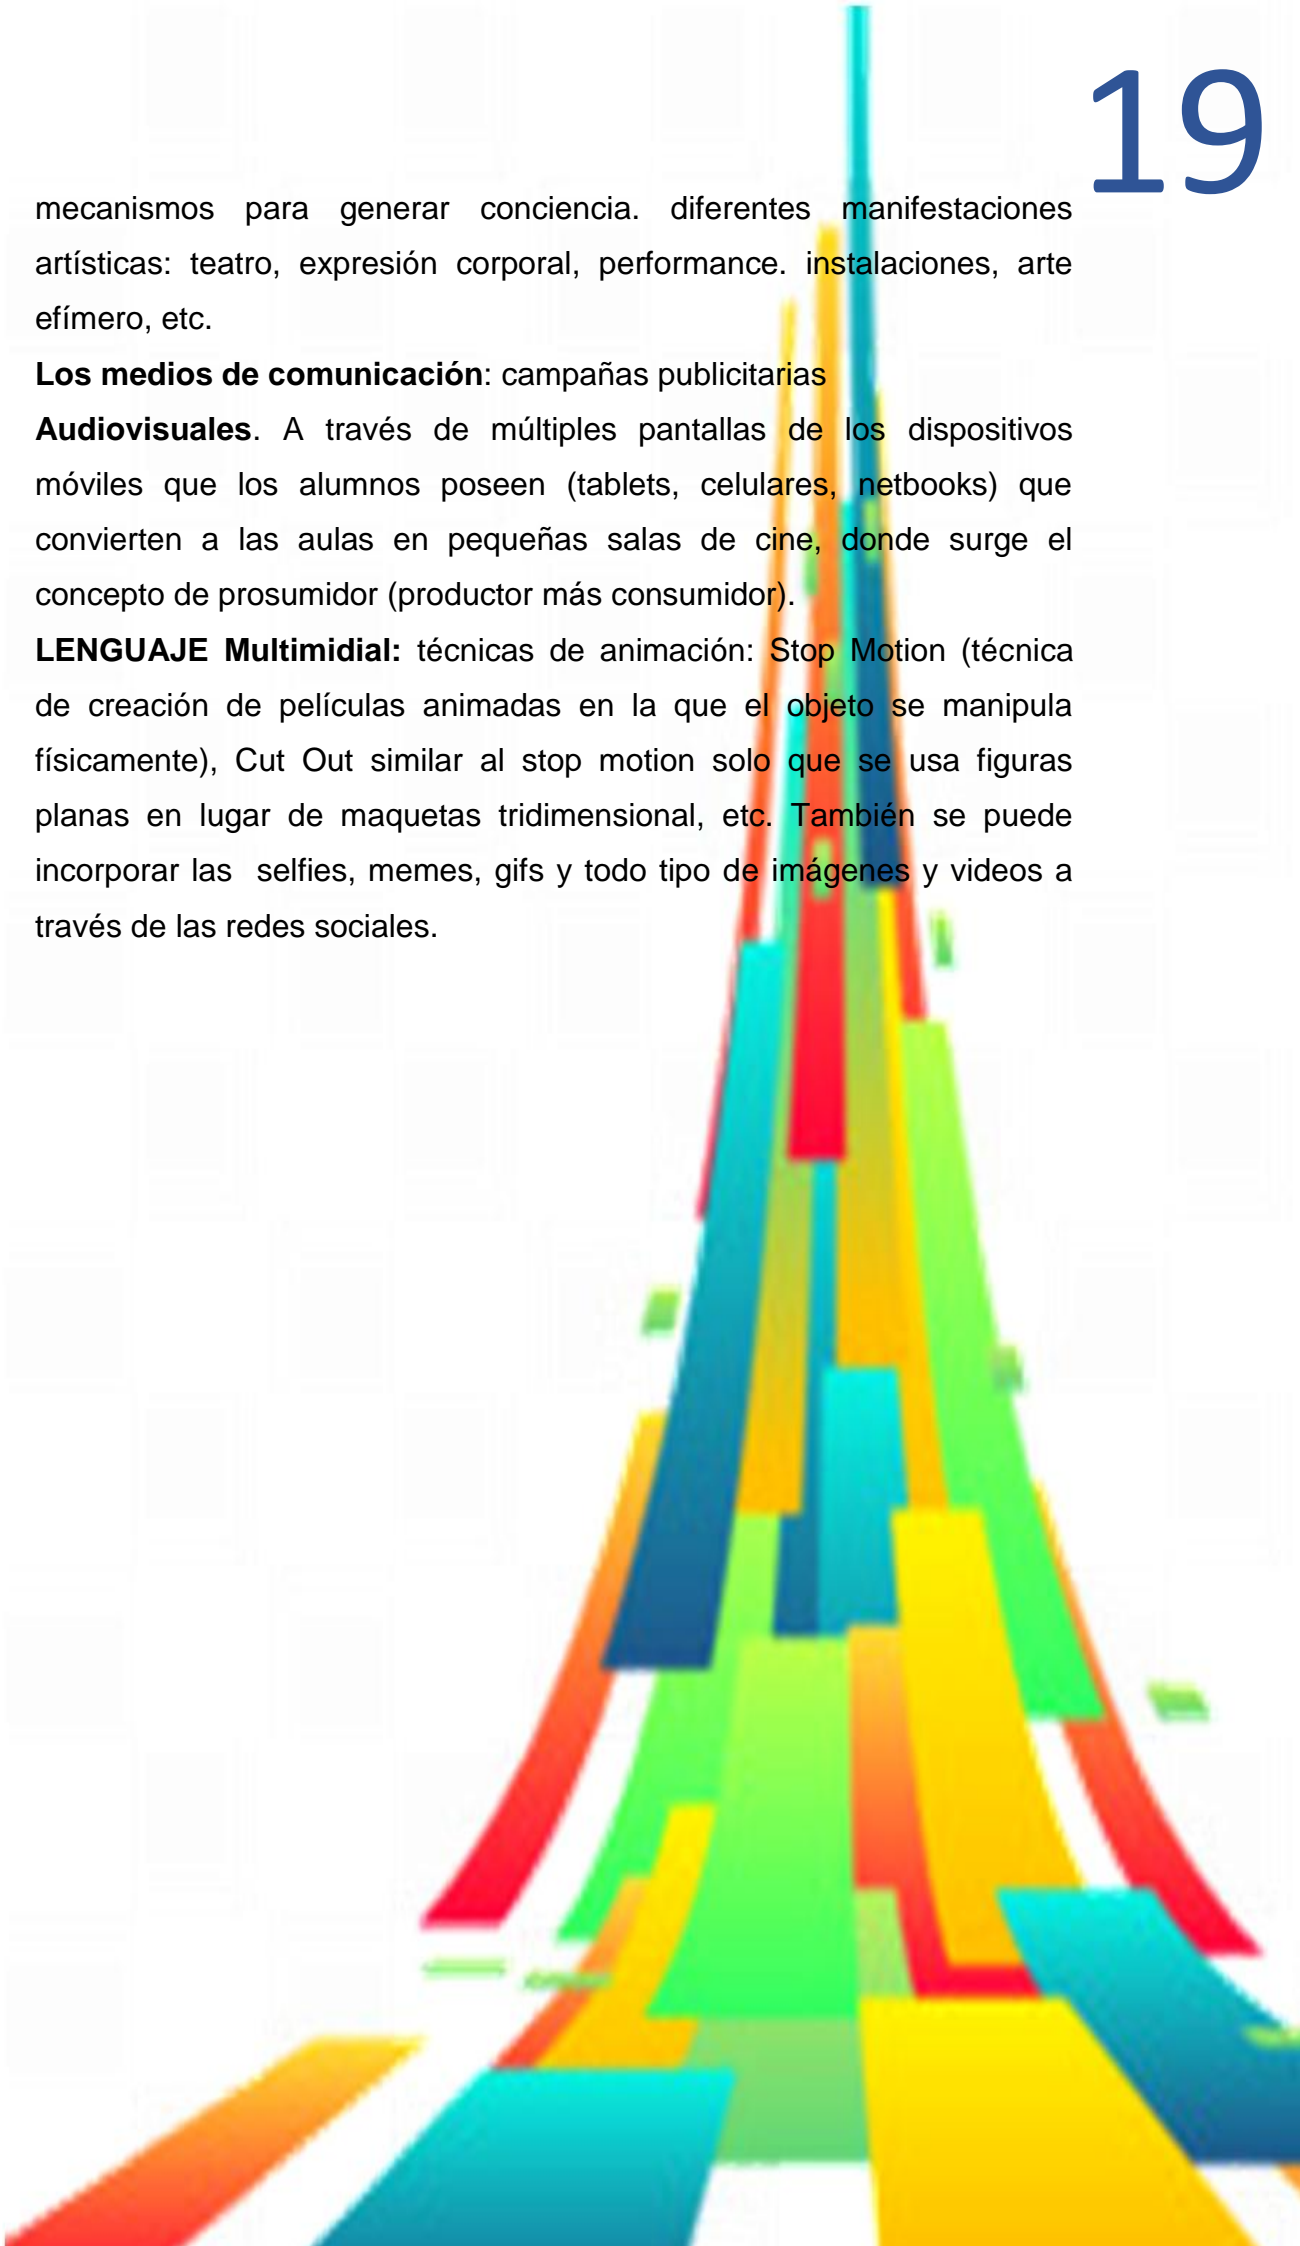 19
mecanismos para generar conciencia. diferentes manifestaciones
artísticas: teatro, expresión corporal, performance. instalaciones, arte
efímero, etc.
Los medios de comunicación: campañas publicitarias
Audiovisuales. A través de múltiples pantallas de los dispositivos
móviles que los alumnos poseen (tablets, celulares, netbooks) que
convierten a las aulas en pequeñas salas de cine, donde surge el
concepto de prosumidor (productor más consumidor).
LENGUAJE Multimidial: técnicas de animación: Stop Motion (técnica
de creación de películas animadas en la que el objeto se manipula
físicamente), Cut Out similar al stop motion solo que se usa figuras
planas en lugar de maquetas tridimensional, etc. También se puede
incorporar las  selfies, memes, gifs y todo tipo de imágenes y videos a
través de las redes sociales.